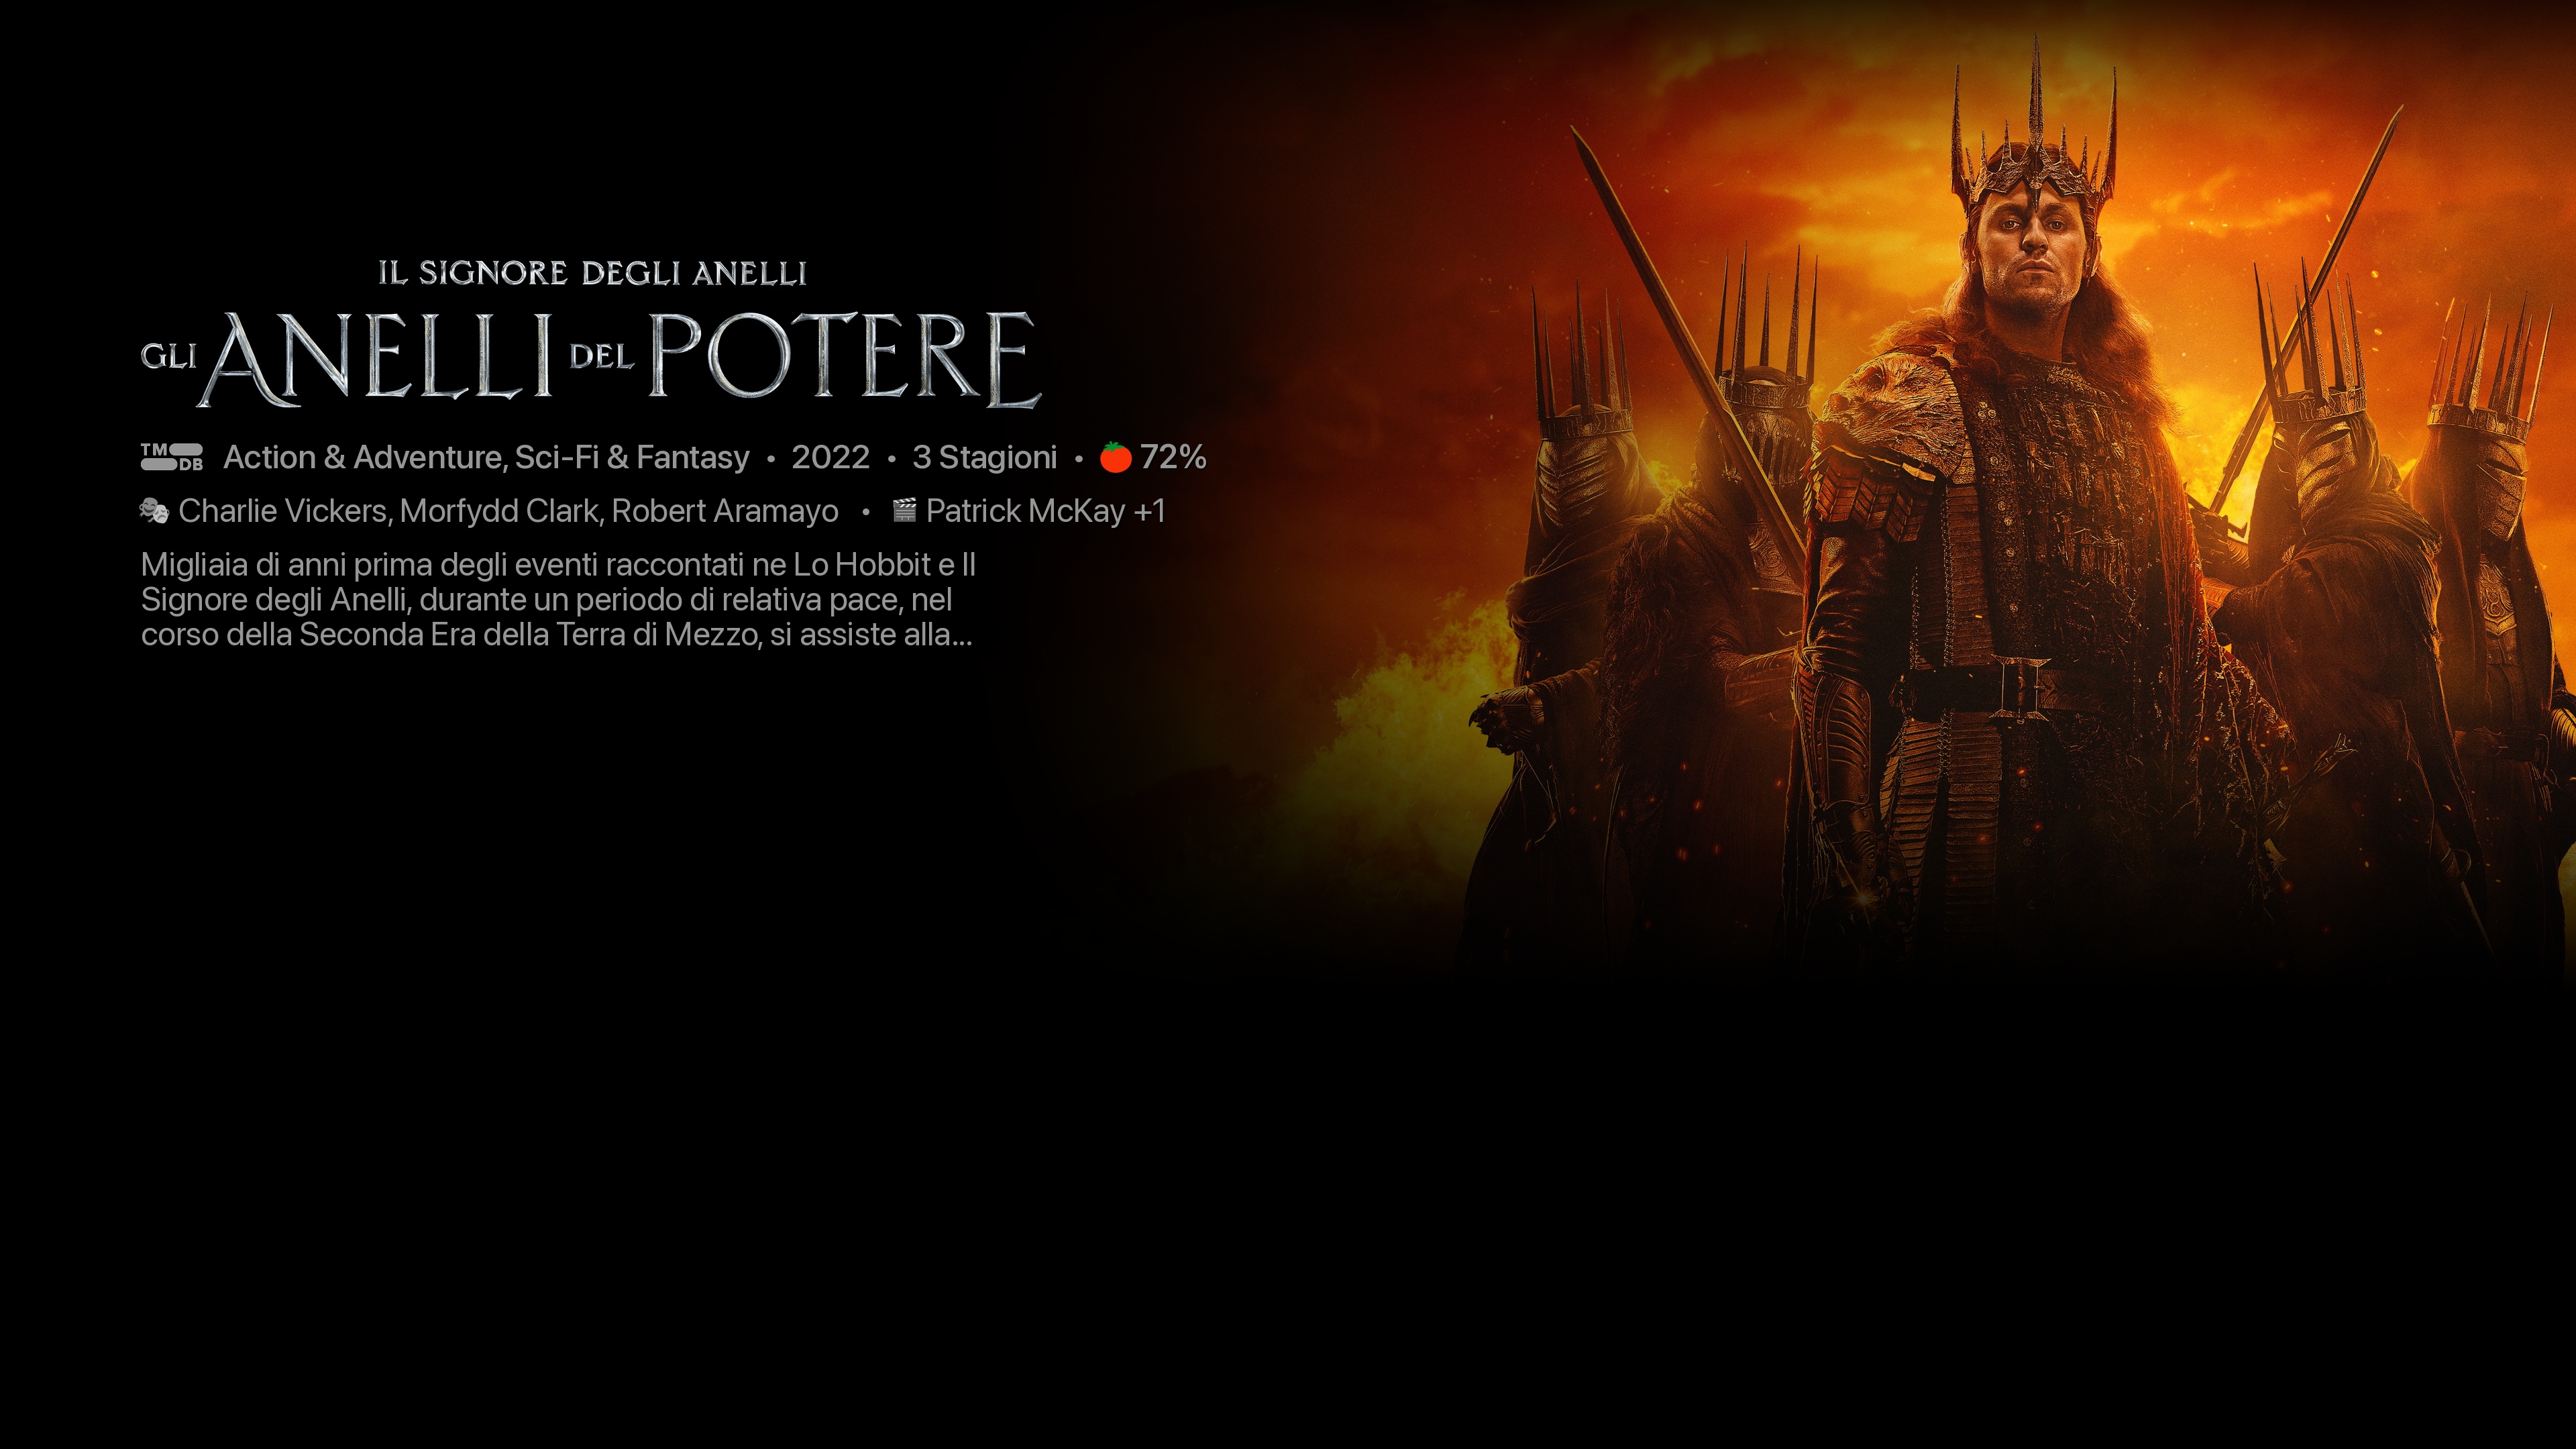 IL SIGNORE DEGLI ANELLI
GLI ANELLI DEL POTERE
TMDB Action & Adventure, Sci-Fi & Fantasy • 2022 • 3 Stagioni • 72%
Charlie Vickers, Morfydd Clark, Robert Aramayo • Patrick McKay +1
Migliaia di anni prima degli eventi raccontati ne Lo Hobbit e Il
Signore degli Anelli, durante un periodo di relativa pace, nel
corso della Seconda Era della Terra di Mezzo, si assiste alla...